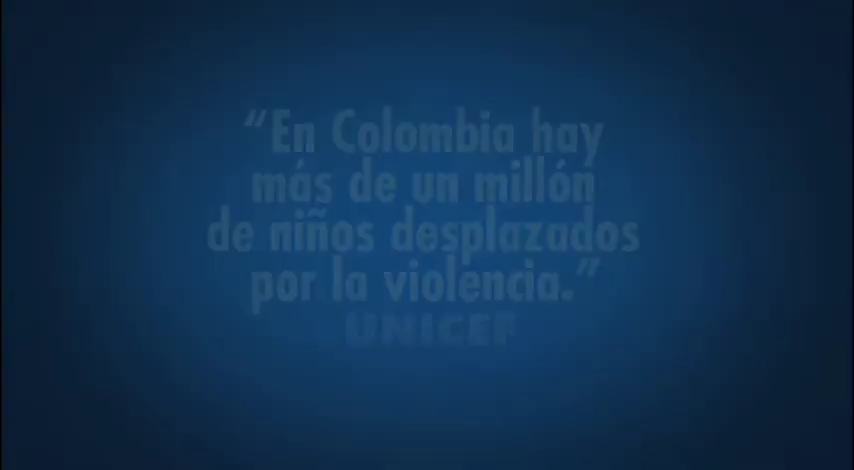 “En Colombia hay
más de un millón
de niños desplazados
por la violencia.”
UNICEF